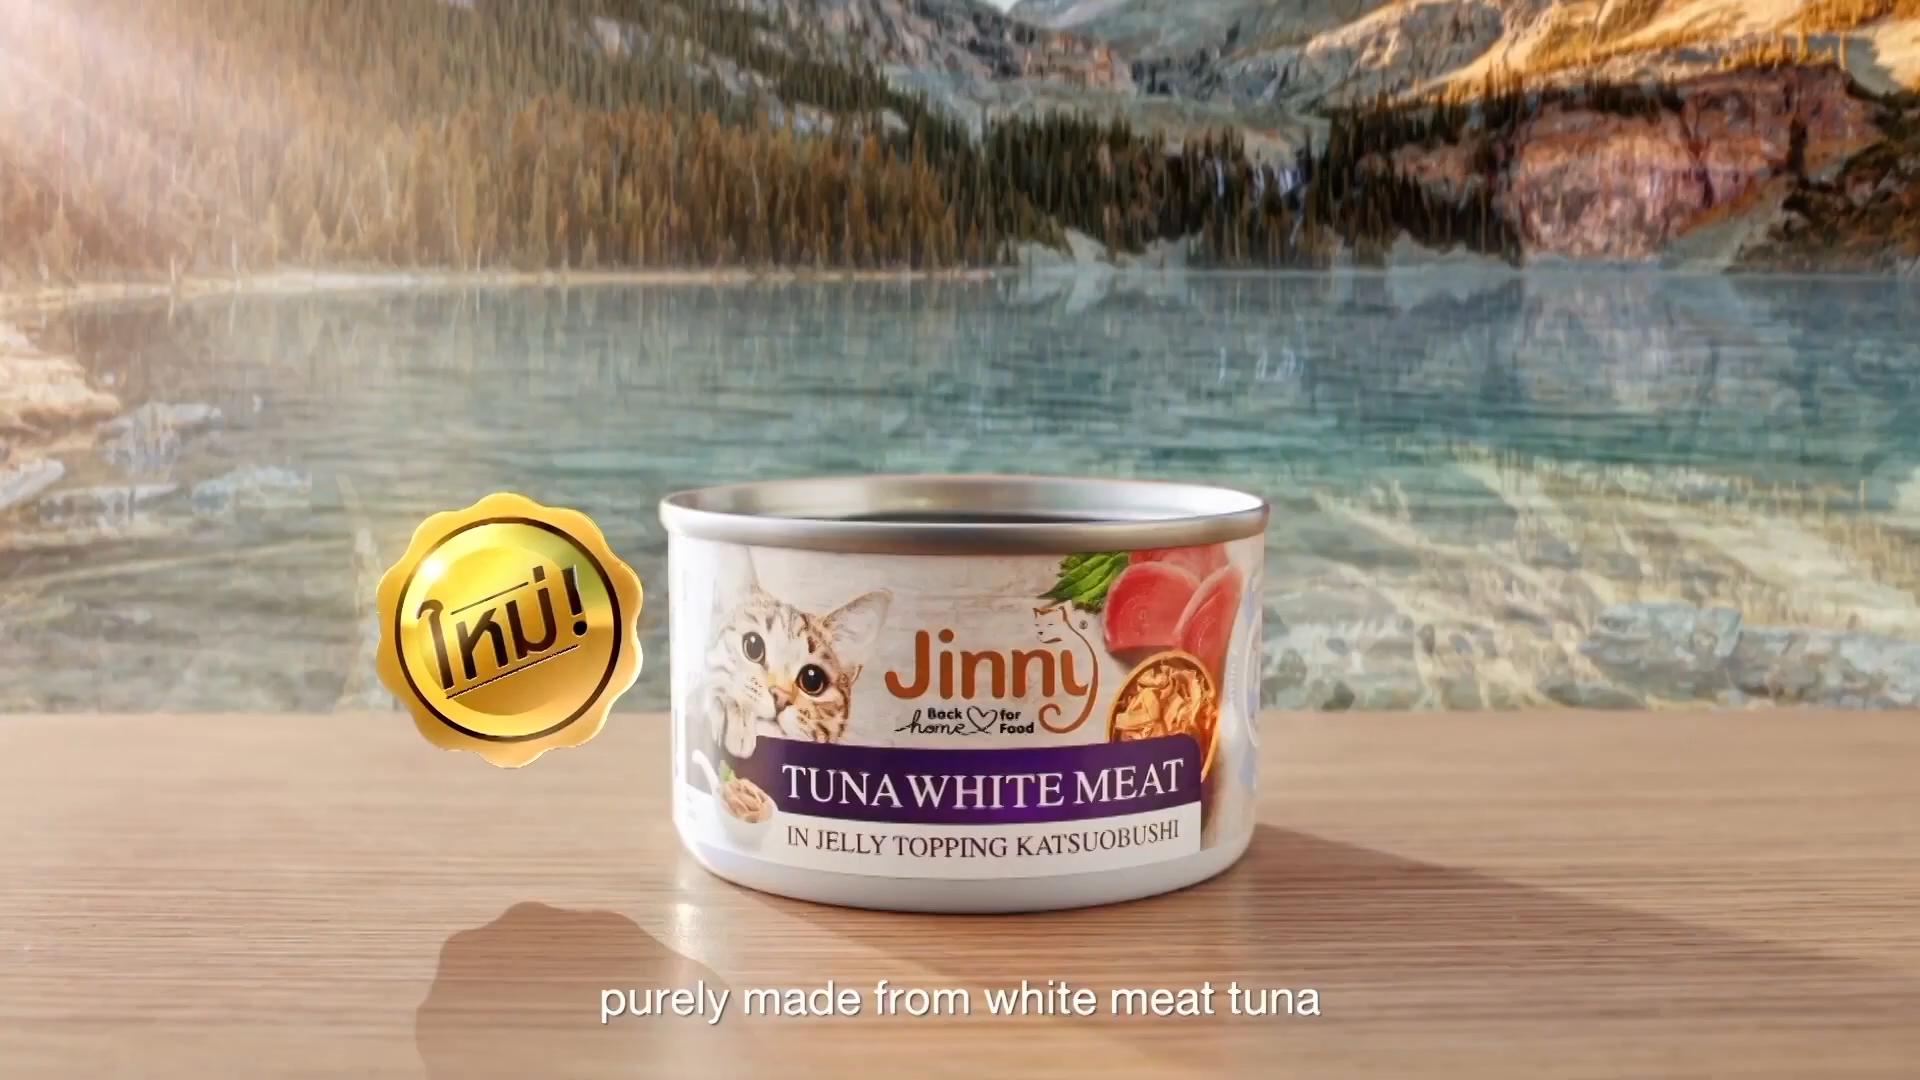 ใหม่!
Jinny®
Back for
home Food
TUNA WHITE MEAT
IN JELLY TOPPING KATSUOBUSHI
purely made from white meat tuna